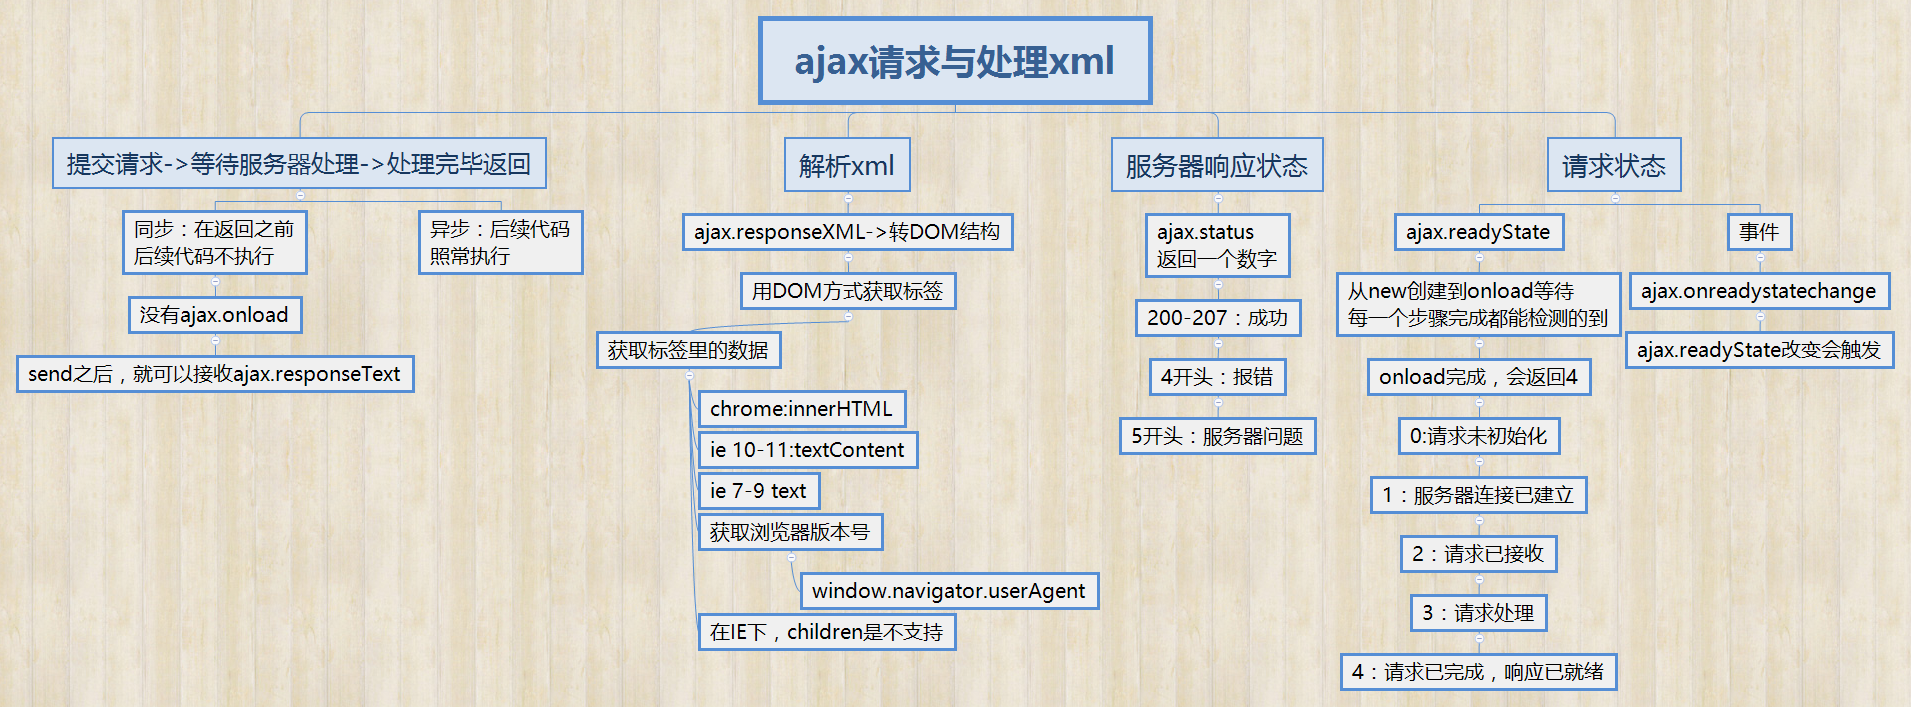 ajax请求与处理xml
提交请求->等待服务器处理->处理完毕返回
同步：在返回之前
后续代码不执行
没有ajax.onload
send之后，就可以接收ajax.responseText
异步：后续代码
照常执行
解析xml
ajax.responseXML->转DOM结构
用DOM方式获取标签
获取标签里的数据
chrome:innerHTML
ie 10-11:textContent
ie 7-9 text
获取浏览器版本号
window.navigator.userAgent
在IE下，children是不支持
服务器响应状态
ajax.status
返回一个数字
200-207：成功
4开头：报错
5开头：服务器问题
请求状态
ajax.readyState
从new创建到onload等待
每一个步骤完成都能检测的到
onload完成，会返回4
0:请求未初始化
1：服务器连接已建立
2：请求已接收
3：请求处理
4：请求已完成，响应已就绪
事件
ajax.onreadystatechange
ajax.readyState改变会触发